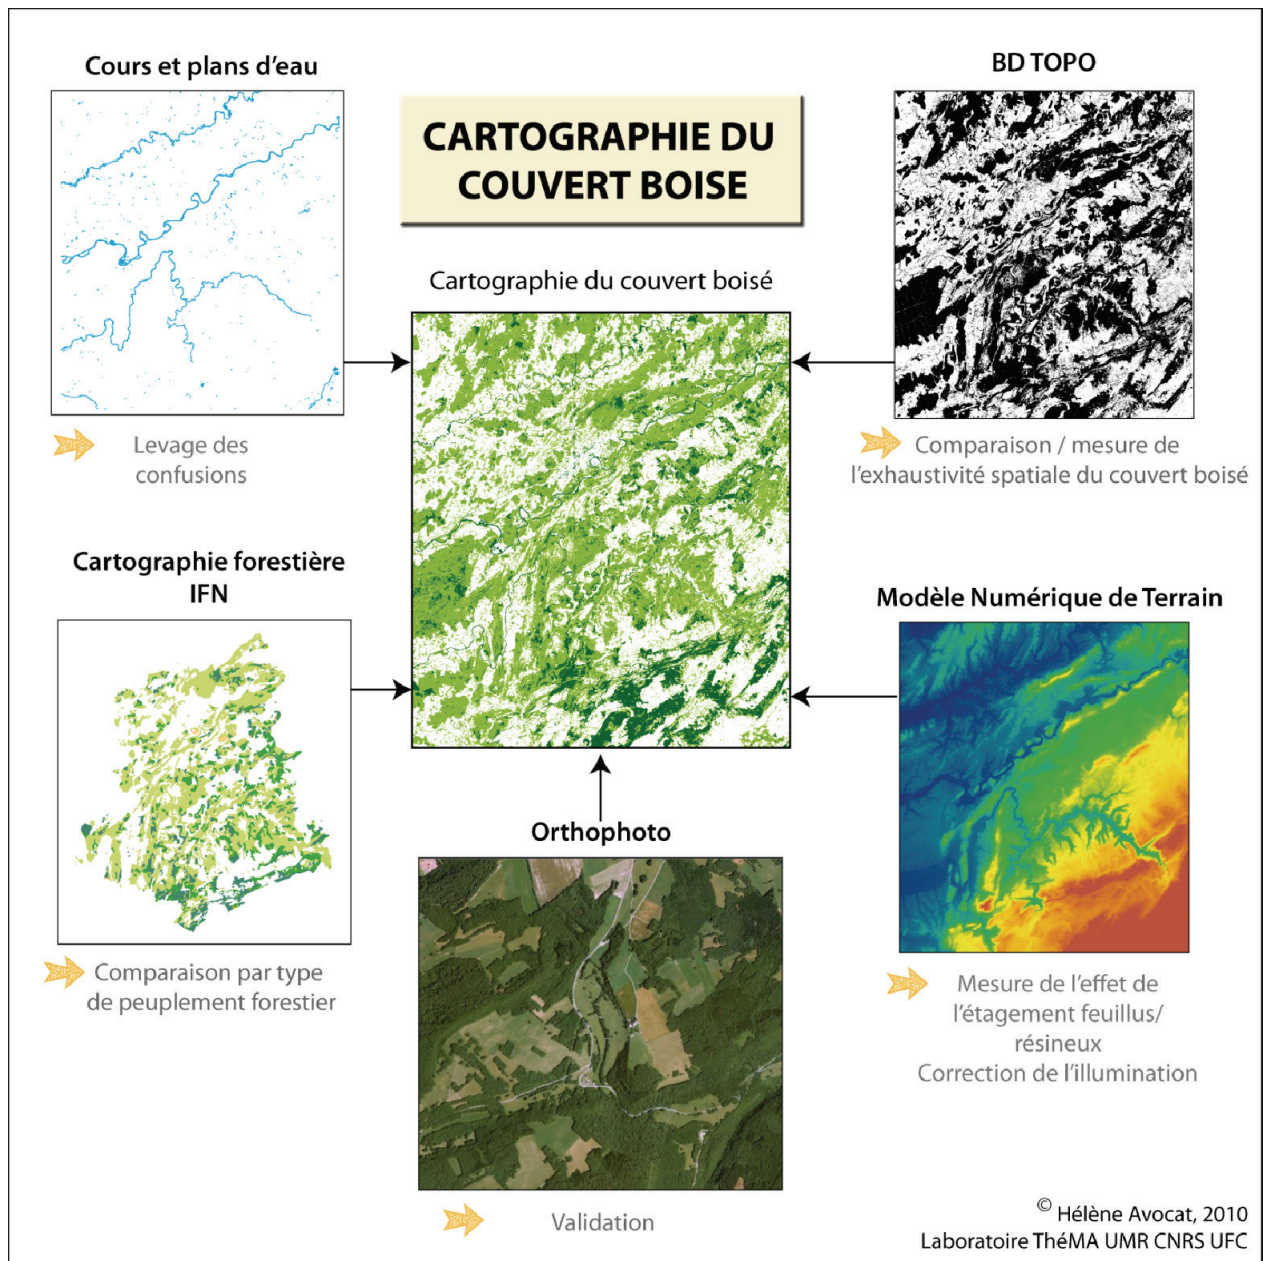 Cours et plans d'eau
BD TOPO
CARTOGRAPHIE DU
COUVERT BOISE
Cartographie du couvert boisé
Levage des
confusions
Comparaison / mesure de
l'exhaustivité spatiale du couvert boisé
Cartographie forestière
IFN
Modèle Numérique de Terrain
Orthophoto
Comparaison par type
de peuplement forestier
Mesure de l'effet de
l'étagement feuillus/
résineux
Correction de l'illumination
Validation
© Hélène Avocat, 2010
Laboratoire ThéMA UMR CNRS UFC